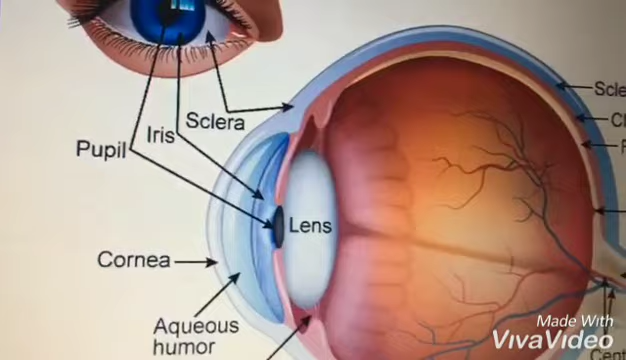 Sclera
Iris
Pupil
Lens
Cornea
Aqueous
humor
Made With
VivaVideo